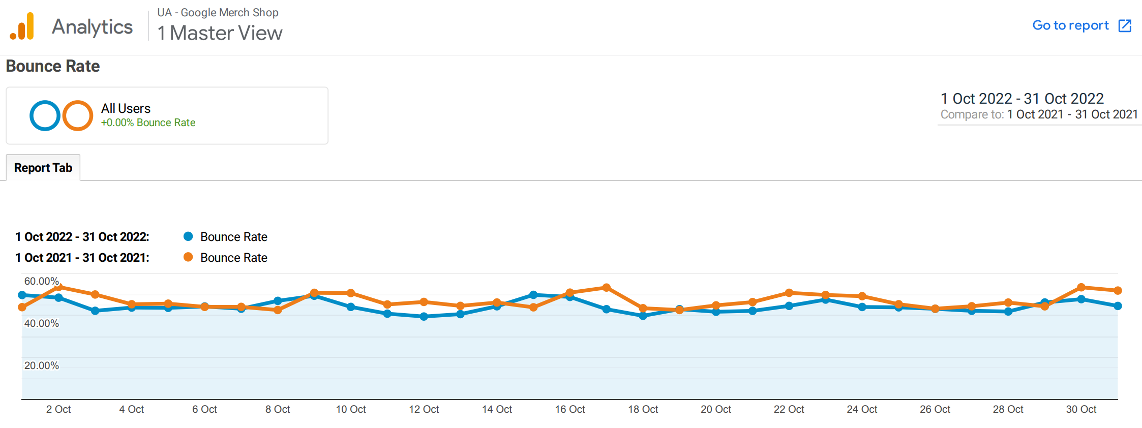 Analytics
UA - Google Merch Shop
1 Master View
Go to report
Bounce Rate
All Users
+0.00% Bounce Rate
1 Oct 2022 - 31 Oct 2022
Compare to: 1 Oct 2021 - 31 Oct 2021
Report Tab
1 Oct 2022 - 31 Oct 2022: Bounce Rate
1 Oct 2021 - 31 Oct 2021: Bounce Rate
60.00%
40.00%
20.00%
2 Oct 4 Oct 6 Oct 8 Oct 10 Oct 12 Oct 14 Oct 16 Oct 18 Oct 20 Oct 22 Oct 24 Oct 26 Oct 28 Oct 30 Oct